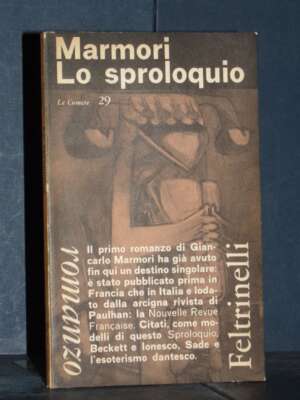 Marmori
Lo sproloquio
Le Comete 29
romanzo
Il primo romanzo di Gian-
carlo Marmori ha già avuto
fin qui un destino singolare:
è stato pubblicato prima in
Francia che in Italia e loda-
to dalla arcigna rivista di
Paulhan: la Nouvelle Revue
Française. Citati, come mo-
delli di questo Sproloquio,
Beckett e Ionesco, Sade e
l'esoterismo dantesco.
Feltrinelli